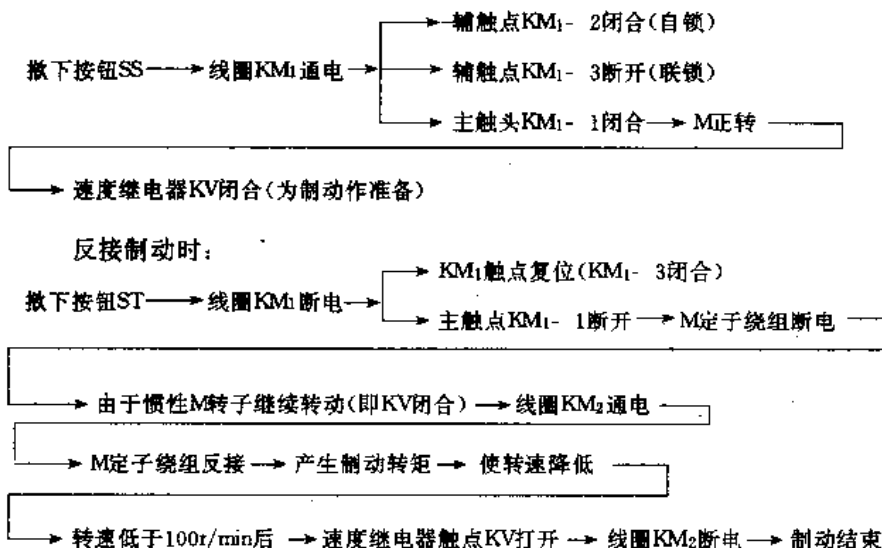 辅触点KM₁- 2闭合(自锁)
揿下按钮SS → 线圈KM₁通电 → 辅触点KM₁- 3断开(联锁)
主触头KM₁- 1闭合 → M正转
速度继电器KV闭合(为制动作准备)
反接制动时:
KM₁触点复位(KM₁- 3闭合)
揿下按钮ST → 线圈KM₁断电
主触点KM₁- 1断开 → M定子绕组断电
由于惯性M转子继续转动(即KV闭合) → 线圈KM₂通电
M定子绕组反接 → 产生制动转矩 → 使转速降低
转速低于100r/min后 → 速度继电器触点KV打开 → 线圈KM₂断电 → 制动结束